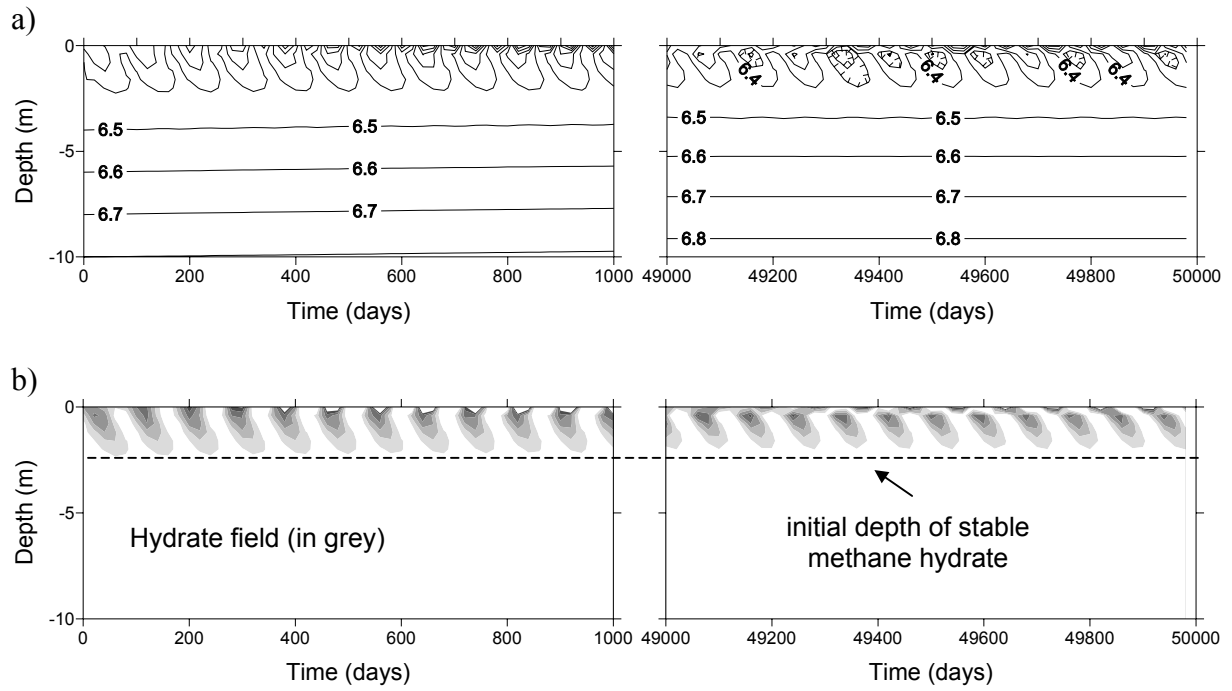 a)
0
-5
-10
Depth (m)
6.5 6.5
6.6 6.6
6.7 6.7
0 200 400 600 800 1000
Time (days)
6.4 6.4 6.4 6.4
6.5 6.5
6.6 6.6
6.7 6.7
6.8 6.8
49000 49200 49400 49600 49800 50000
Time (days)
b)
0
-5
-10
Depth (m)
Hydrate field (in grey)
0 200 400 600 800 1000
Time (days)
initial depth of stable
methane hydrate
49000 49200 49400 49600 49800 50000
Time (days)